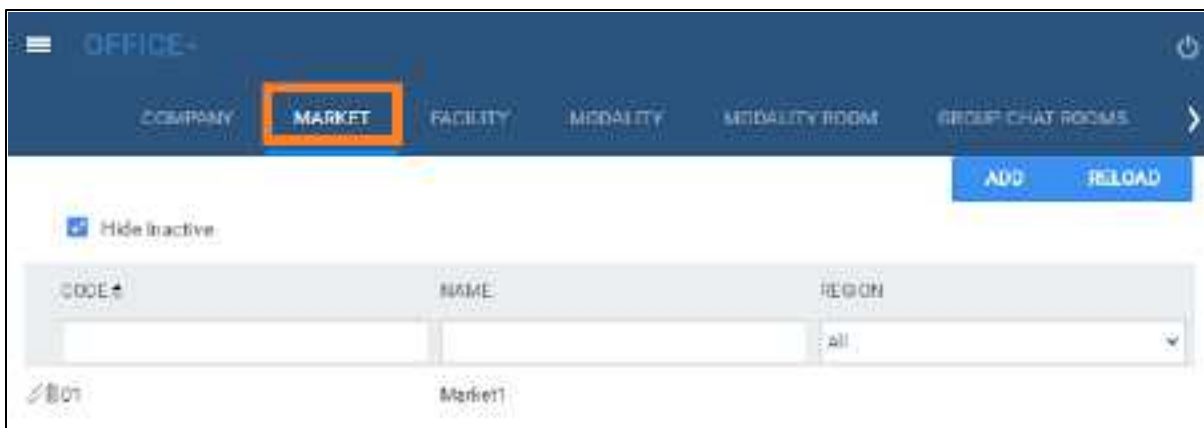 OFFICE-
COMPANY MARKET FACILITY MODALITY MODALITY ROOM GROUP CHAT ROOMS
ADD RELOAD
Hide Inactive
CODE NAME REGION
All
01 Market1